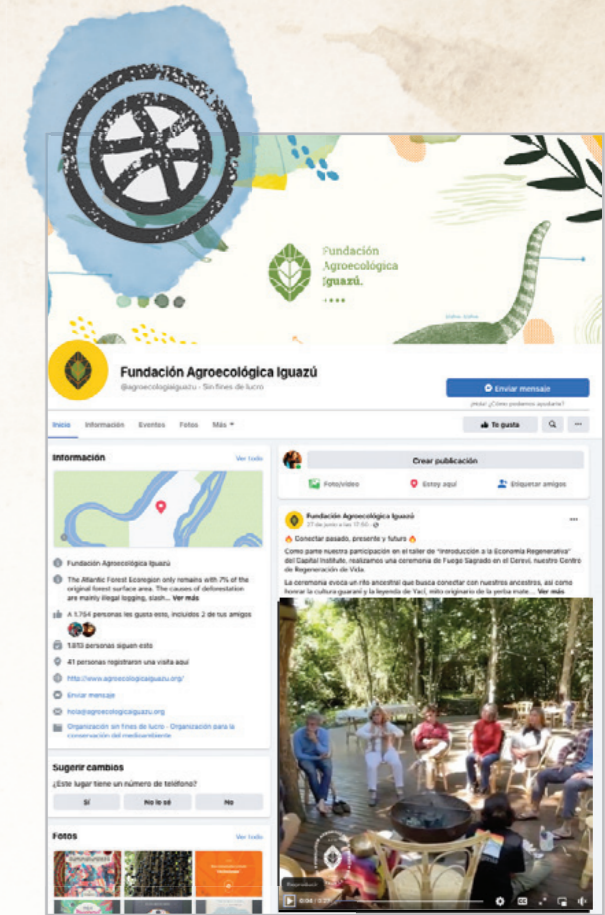 Fundación
Agroecológica
Iguazú.
Fundación Agroecológica Iguazú
@agroecologiaiguazu · Sin fines de lucro
Enviar mensaje
¡Hola! ¿Cómo podemos ayudarte?
Inicio Información Eventos Fotos Más
Te gusta
Información Ver todo
Fundación Agroecológica Iguazú
The Atlantic Forest Ecoregion only remains with 7% of the
original forest surface area. The causes of deforestation
are mainly illegal logging, slash... Ver más
A 1.764 personas les gusta esto, incluidos 2 de tus amigos
1.813 personas siguen esto
41 personas registraron una visita aquí
http://www.agroecologicaiguazu.org/
Enviar mensaje
hola@agroecologicaiguazu.org
Organización sin fines de lucro · Organización para la
conservación del medioambiente
Sugerir cambios
¿Este lugar tiene un número de teléfono?
Sí No lo sé No
Fotos Ver todo
Crear publicación
Foto/video Estoy aquí Etiquetar amigos
Fundación Agroecológica Iguazú
27 de junio a las 17:50
Conectar pasado, presente y futuro
Como parte nuestra participación en el taller de "Introducción a la Economía Regenerativa"
del Capital Institute, realizamos una ceremonia de Fuego Sagrado en el Gerevi, nuestro Centro
de Regeneración de Vida.
La ceremonia evoca un rito ancestral que busca conectar con nuestros ancestros, así como
honrar la cultura guaraní y la leyenda de Yací, mito originario de la yerba mate... Ver más
Reproducir
0:04 / 0:27